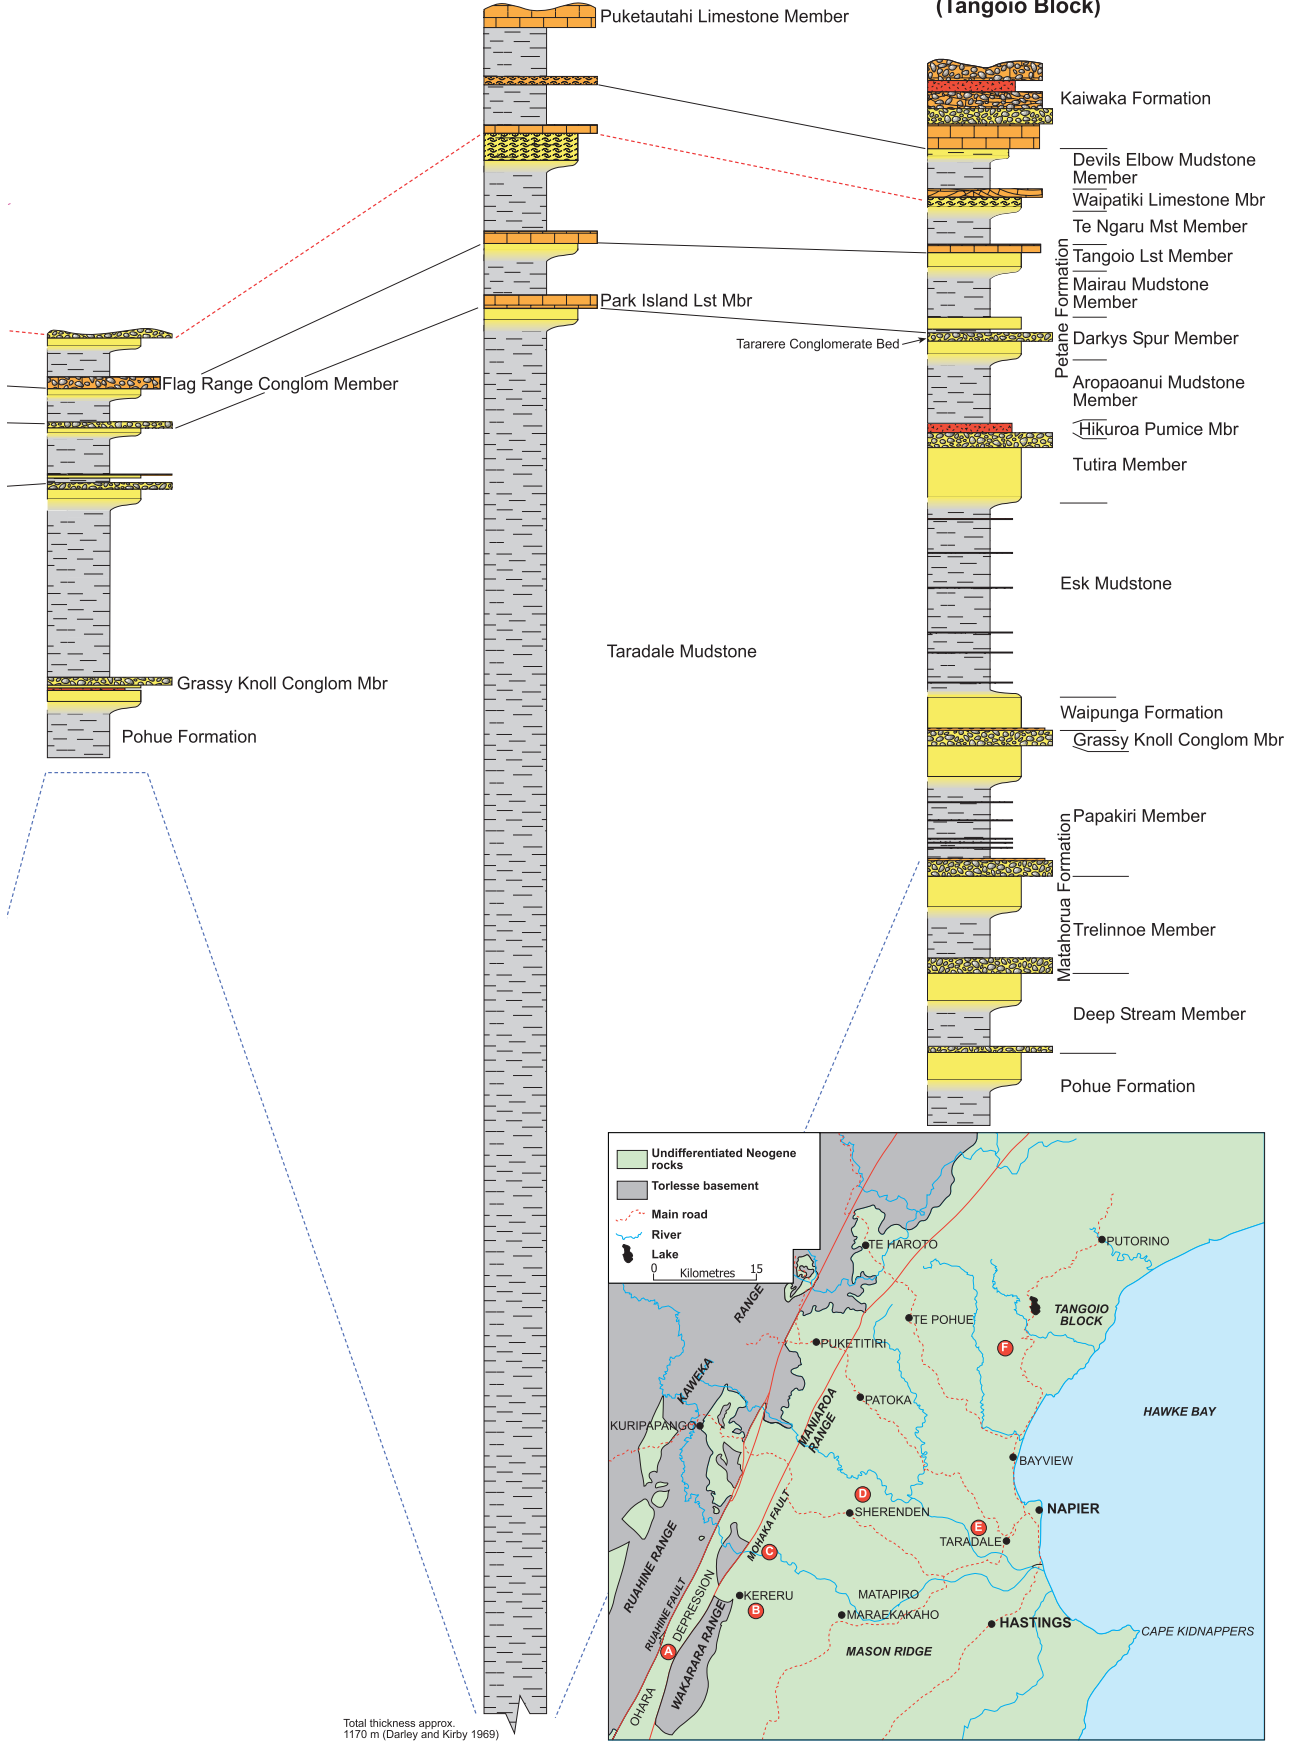 (Tangoio Block)
Puketautahi Limestone Member
Kaiwaka Formation
Devils Elbow Mudstone
Member
Waipatiki Limestone Mbr
Te Ngaru Mst Member
Tangoio Lst Member
Mairau Mudstone
Member
Petane Formation
Park Island Lst Mbr
Tararere Conglomerate Bed
Darkys Spur Member
Flag Range Conglom Member
Aropaoanui Mudstone
Member
Hikuroa Pumice Mbr
Tutira Member
Esk Mudstone
Taradale Mudstone
Grassy Knoll Conglom Mbr
Pohue Formation
Waipunga Formation
Grassy Knoll Conglom Mbr
Papakiri Member
Matahorua Formation
Trelinnoe Member
Deep Stream Member
Pohue Formation
Total thickness approx.
1170 m (Darley and Kirby 1969)
Undifferentiated Neogene
rocks
Torlesse basement
Main road
River
Lake
0 Kilometres 15
TE HAROTO
PUTORINO
RANGE
TANGOIO
BLOCK
TE POHUE
F
PUKETITIRI
KAWEKA
PATOKA
MANIAROA
RANGE
HAWKE BAY
KURIPAPANGO
BAYVIEW
D
SHERENDEN
NAPIER
E
TARADALE
MOHAKA FAULT
C
RUAHINE RANGE
RUAHINE FAULT
DEPRESSION
KERERU
B
MATAPIRO
MARAEKAKAHO
HASTINGS
CAPE KIDNAPPERS
A
WAKARARA RANGE
MASON RIDGE
OHARA